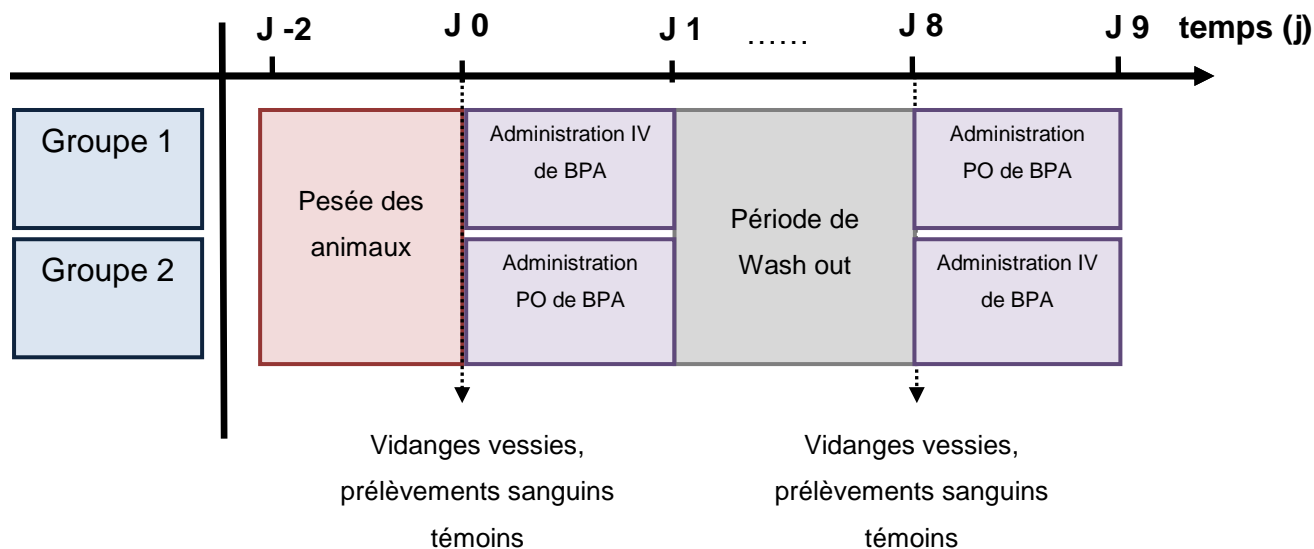 J -2 J 0 J 1 ...... J 8 J 9 temps (j)
Groupe 1
Groupe 2
Pesée des
animaux
Administration IV
de BPA
Administration
PO de BPA
Période de
Wash out
Administration
PO de BPA
Administration IV
de BPA
Vidanges vessies,
prélèvements sanguins
témoins
Vidanges vessies,
prélèvements sanguins
témoins